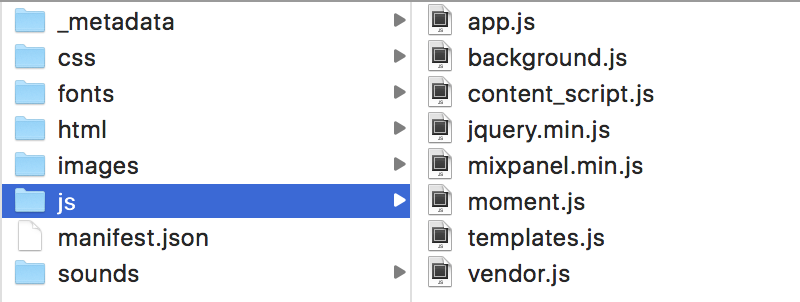 _metadata
css
fonts
html
images
js
manifest.json
sounds
app.js
background.js
content_script.js
jquery.min.js
mixpanel.min.js
moment.js
templates.js
vendor.js